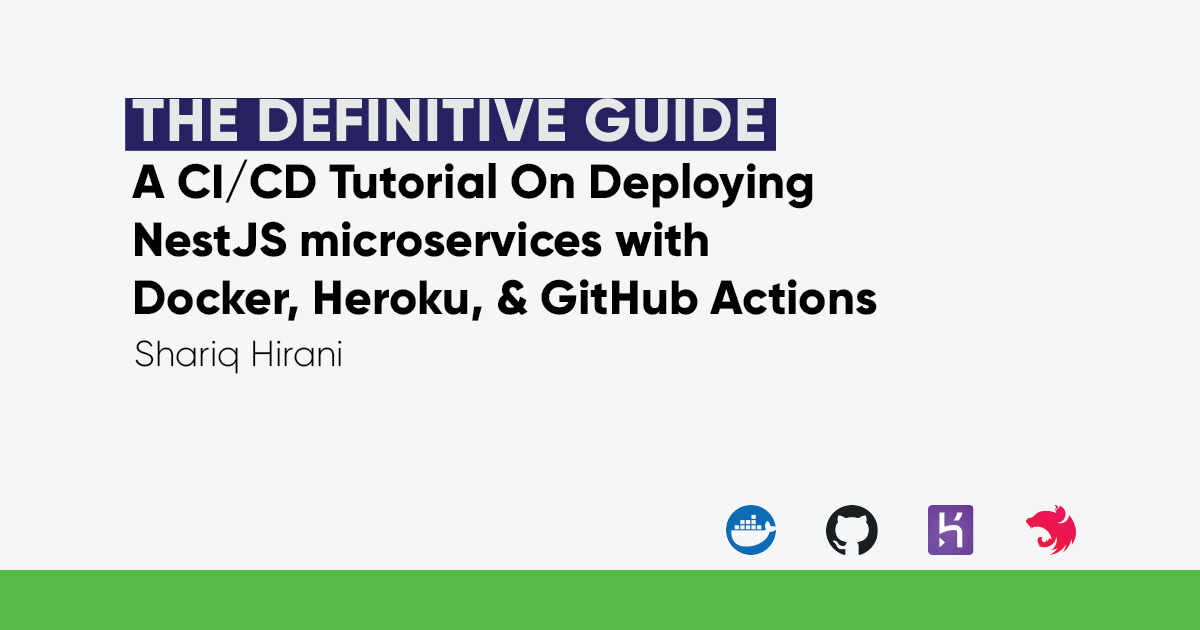 THE DEFINITIVE GUIDE
A CI/CD Tutorial On Deploying
NestJS microservices with
Docker, Heroku, & GitHub Actions
Shariq Hirani